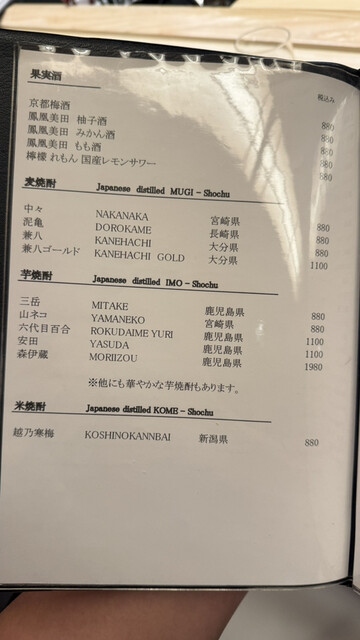 果実酒 税込み
京都梅酒 880
鳳凰美田 柚子酒 880
鳳凰美田 みかん酒 880
鳳凰美田 もも酒 880
檸檬 れもん 国産レモンサワー 880
麦焼酎 Japanese distilled MUGI - Shochu
中々 NAKANAKA 宮崎県 880
泥亀 DOROKAME 長崎県 880
兼八 KANEHACHI 大分県 880
兼八ゴールド KANEHACHI GOLD 大分県 1100
芋焼酎 Japanese distilled IMO - Shochu
三岳 MITAKE 鹿児島県 880
山ネコ YAMANEKO 宮崎県 880
六代目百合 ROKUDAIME YURI 鹿児島県 1100
安田 YASUDA 鹿児島県 1100
森伊蔵 MORIIZOU 鹿児島県 1980
※他にも華やかな芋焼酎もあります。
米焼酎 Japanese distilled KOME - Shochu
越乃寒梅 KOSHINOKANNBAI 新潟県 880